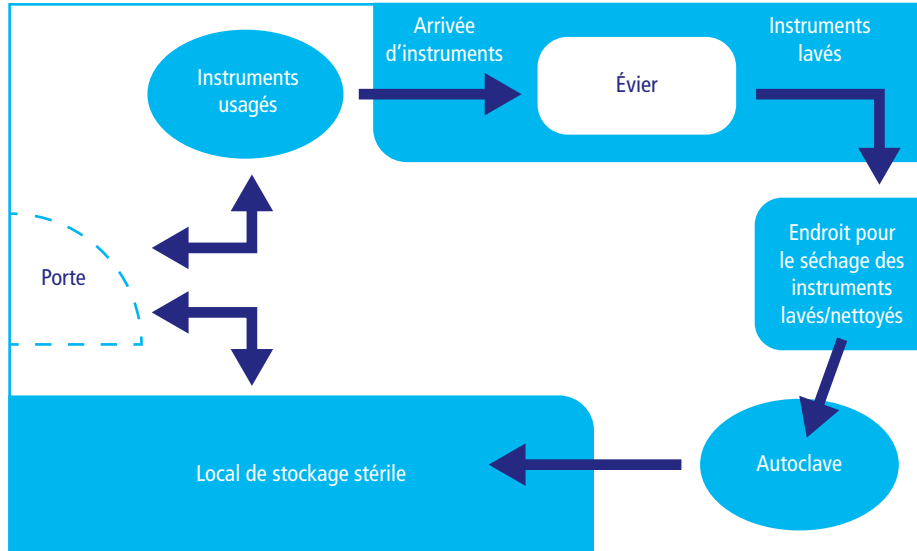 Arrivée
d'instruments
Instruments
lavés
Instruments
usagés
Évier
Porte
Endroit pour
le séchage des
instruments
lavés/nettoyés
Local de stockage stérile
Autoclave